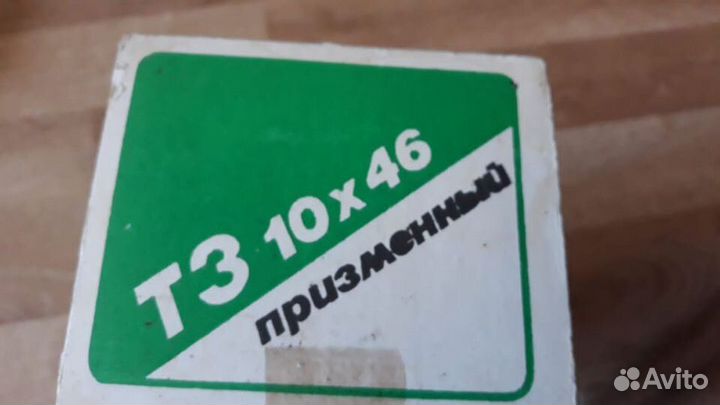 ТЗ 10х46
призменный
Avito